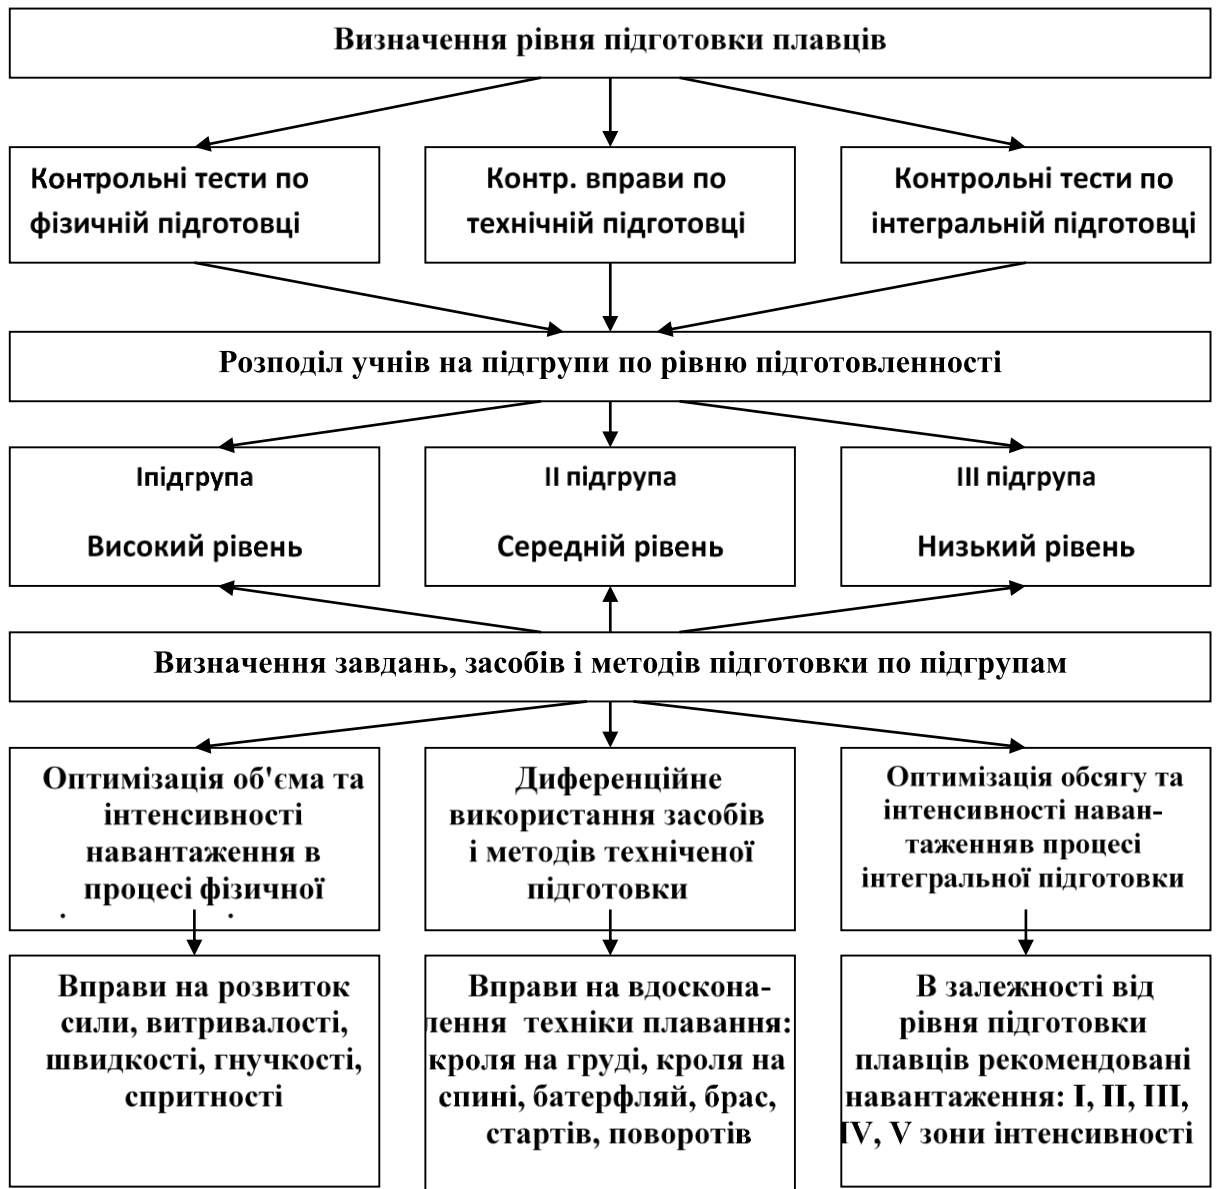 Визначення рівня підготовки плавців
Контрольні тести по
фізичній підготовці
Контр. вправи по
технічній підготовці
Контрольні тести по
інтегральній підготовці
Розподіл учнів на підгрупи по рівню підготовленності
Іпідгрупа
Високий рівень
ІІ підгрупа
Середній рівень
ІІІ підгрупа
Низький рівень
Визначення завдань, засобів і методів підготовки по підгрупам
Оптимізація об'єма та
інтенсивності
навантаження в
процесі фізичної
Диференційне
використання засобів
і методів техніченої
підготовки
Оптимізація обсягу та
інтенсивності наван-
таженняв процесі
інтегральної підготовки
Вправи на розвиток
сили, витривалості,
швидкості, гнучкості,
спритності
Вправи на вдоскона-
лення техніки плавання:
кроля на груді, кроля на
спині, батерфляй, брас,
стартів, поворотів
В залежності від
рівня підготовки
плавців рекомендовані
навантаження: І, ІІ, ІІІ,
IV, V зони інтенсивності